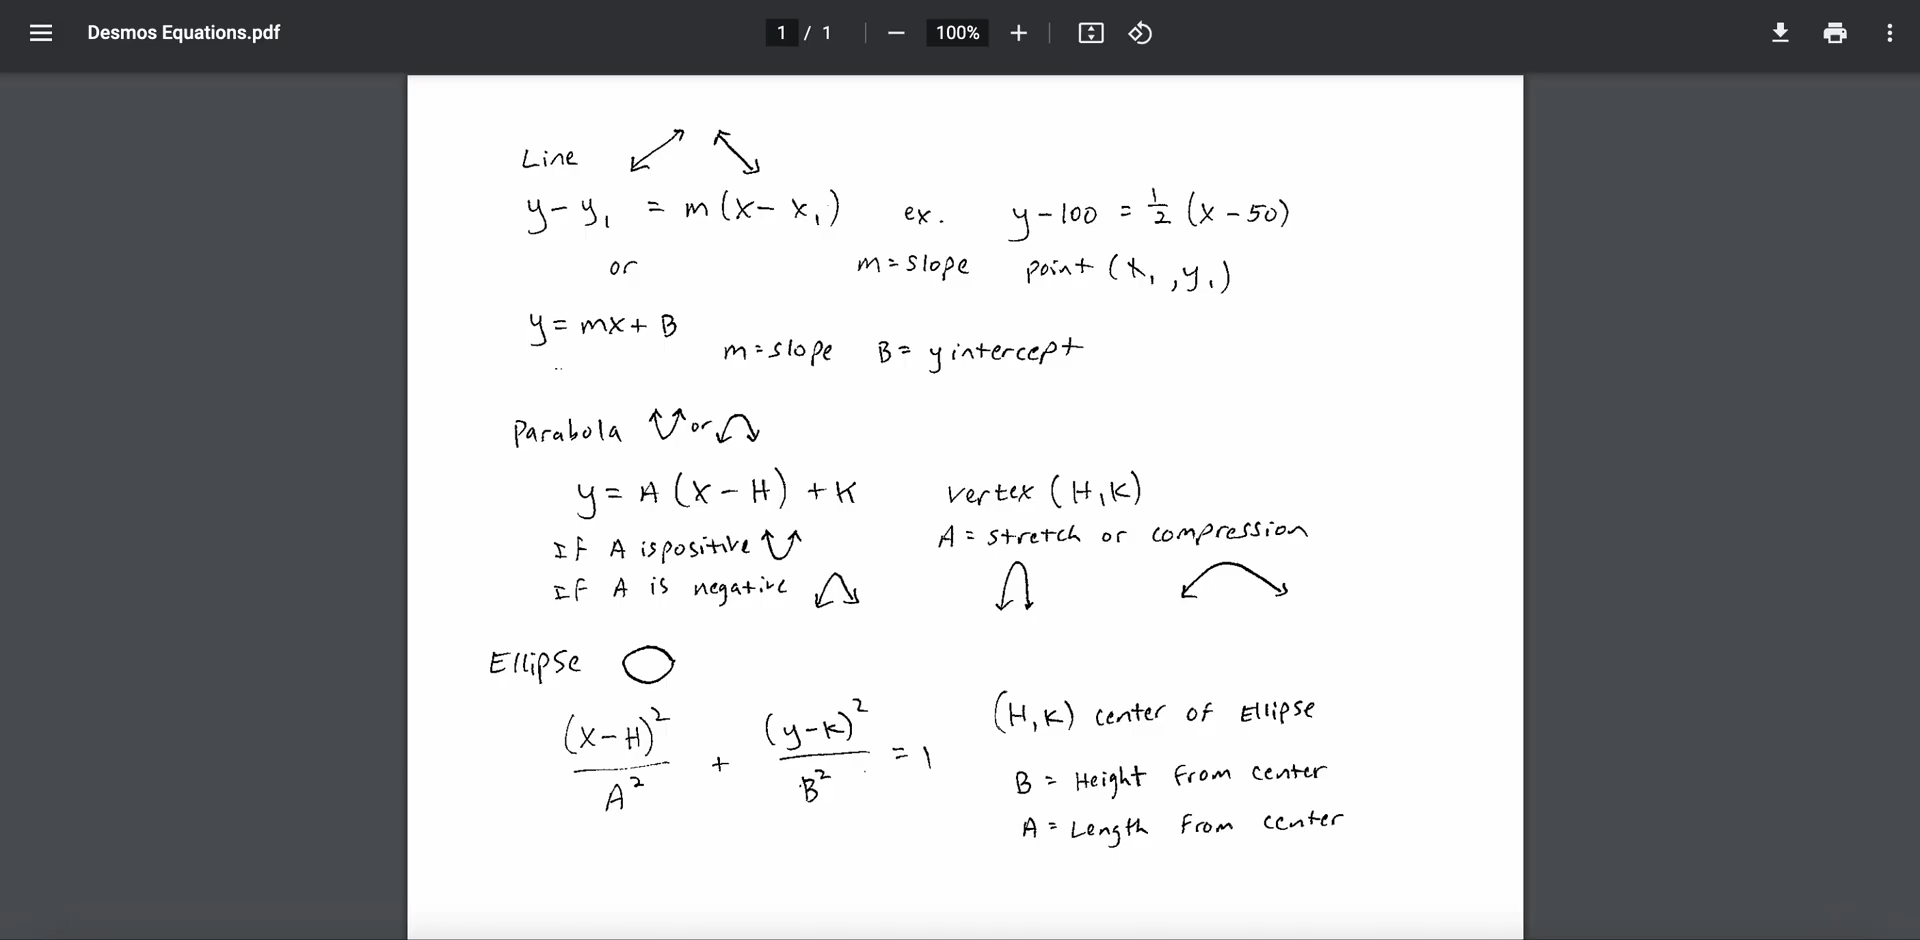 Desmos Equations.pdf
1 / 1
100%
Line
y - y₁ = m(x - x₁) ex. y - 100 = 1/2 (x - 50)
or m = slope point (x₁, y₁)
y = mx + B
m = slope B = y intercept
Parabola or
y = A (x - H) + K vertex (H, K)
If A is positive A = stretch or compression
If A is negative
Ellipse
(x - H)²/A² + (y - k)²/B² = 1 (H, K) center of Ellipse
B = Height from center
A = Length from center